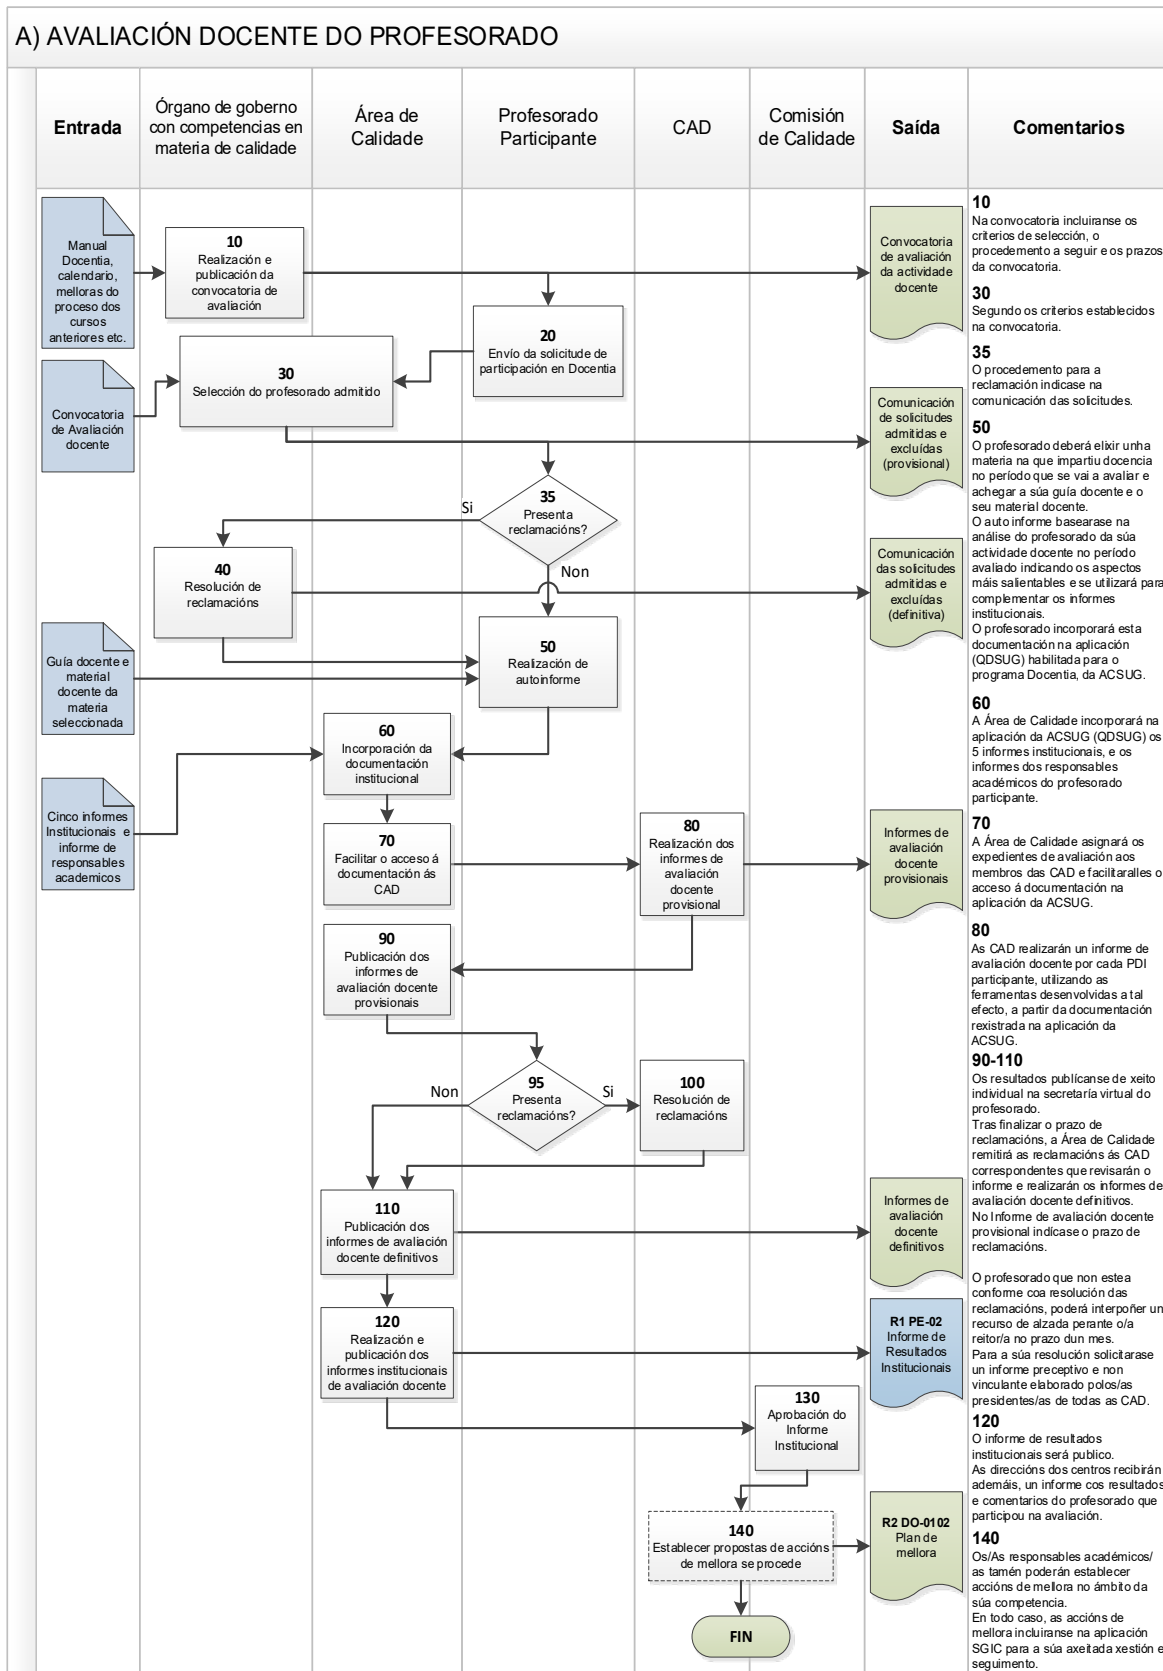 A) AVALIACIÓN DOCENTE DO PROFESORADO
Entrada
Órgano de goberno
con competencias en
materia de calidade
Área de
Calidade
Profesorado
Participante
CAD
Comisión
de Calidade
Saída
Comentarios
Manual
Docentia,
calendario,
melloras do
proceso dos
cursos
anteriores etc.
10
Realización e
publicación da
convocatoria de
avaliación
20
Envío da solicitude de
participación en Docentia
Convocatoria
de avaliación
da actividade
docente
Convocatoria
de Avaliación
docente
30
Selección do profesorado admitido
Comunicación
de solicitudes
admitidas e
excluídas
(provisional)
35
Presenta
reclamacións?
Si
Non
40
Resolución de
reclamacións
Comunicación
das solicitudes
admitidas e
excluídas
(definitiva)
Guía docente e
material
docente da
materia
seleccionada
50
Realización de
autoinforme
60
Incorporación da
documentación
institucional
Cinco informes
Institucionais e
informe de
responsables
academicos
70
Facilitar o acceso á
documentación ás
CAD
80
Realización dos
informes de
avaliación
docente
provisional
Informes de
avaliación
docente
provisionais
90
Publicación dos
informes de
avaliación docente
provisionais
95
Presenta
reclamacións?
Non
Si
100
Resolución de
reclamacións
110
Publicación dos
informes de avaliación
docente definitivos
Informes de
avaliación
docente
definitivos
120
Realización e
publicación dos
informes institucionais
de avaliación docente
R1 PE-02
Informe de
Resultados
Institucionais
130
Aprobación do
Informe
Institucional
140
Establecer propostas de accións
de mellora se procede
R2 DO-0102
Plan de
mellora
FIN
10
Na convocatoria incluiranse os
criterios de selección, o
procedemento a seguir e os prazos
da convocatoria.
30
Segundo os criterios establecidos
na convocatoria.
35
O procedemento para a
reclamación indicase na
comunicación das solicitudes.
50
O profesorado deberá elixir unha
materia na que impartiu docencia
no período que se vai a avaliar e
achegar a súa guía docente e o
seu material docente.
O auto informe basearase na
análise do profesorado da súa
actividade docente no período
avaliado indicando os aspectos
máis salientables e se utilizará para
complementar os informes
institucionais.
O profesorado incorporará esta
documentación na aplicación
(QDSUG) habilitada para o
programa Docentia, da ACSUG.
60
A Área de Calidade incorporará na
aplicación da ACSUG (QDSUG) os
5 informes institucionais, e os
informes dos responsables
académicos do profesorado
participante.
70
A Área de Calidade asignará os
expedientes de avaliación aos
membros das CAD e facilitaralles o
acceso á documentación na
aplicación da ACSUG.
80
As CAD realizarán un informe de
avaliación docente por cada PDI
participante, utilizando as
ferramentas desenvolvidas a tal
efecto, a partir da documentación
rexistrada na aplicación da
ACSUG.
90-110
Os resultados publícanse de xeito
individual na secretaría virtual do
profesorado.
Tras finalizar o prazo de
reclamacións, a Área de Calidade
remitirá as reclamacións ás CAD
correspondentes que revisarán o
informe e realizarán os informes de
avaliación docente definitivos.
No Informe de avaliación docente
provisional indícase o prazo de
reclamacións.
O profesorado que non estea
conforme coa resolución das
reclamacións, poderá interpoñer un
recurso de alzada perante o/a
reitor/a no prazo dun mes.
Para a súa resolución solicitarase
un informe preceptivo e non
vinculante elaborado polos/as
presidentes/as de todas as CAD.
120
O informe de resultados
institucionais será publico.
As direccións dos centros recibirán
ademáis, un informe cos resultados
e comentarios do profesorado que
participou na avaliación.
140
Os/As responsables académicos/
as tamén poderán establecer
accións de mellora no ámbito da
súa competencia.
En todo caso, as accións de
mellora incluiranse na aplicación
SGIC para a súa axeitada xestión e
seguimento.